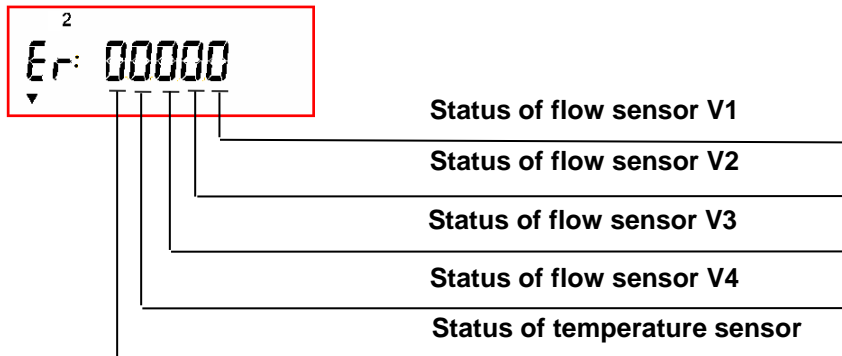 2
Er: 00000
Status of flow sensor V1
Status of flow sensor V2
Status of flow sensor V3
Status of flow sensor V4
Status of temperature sensor